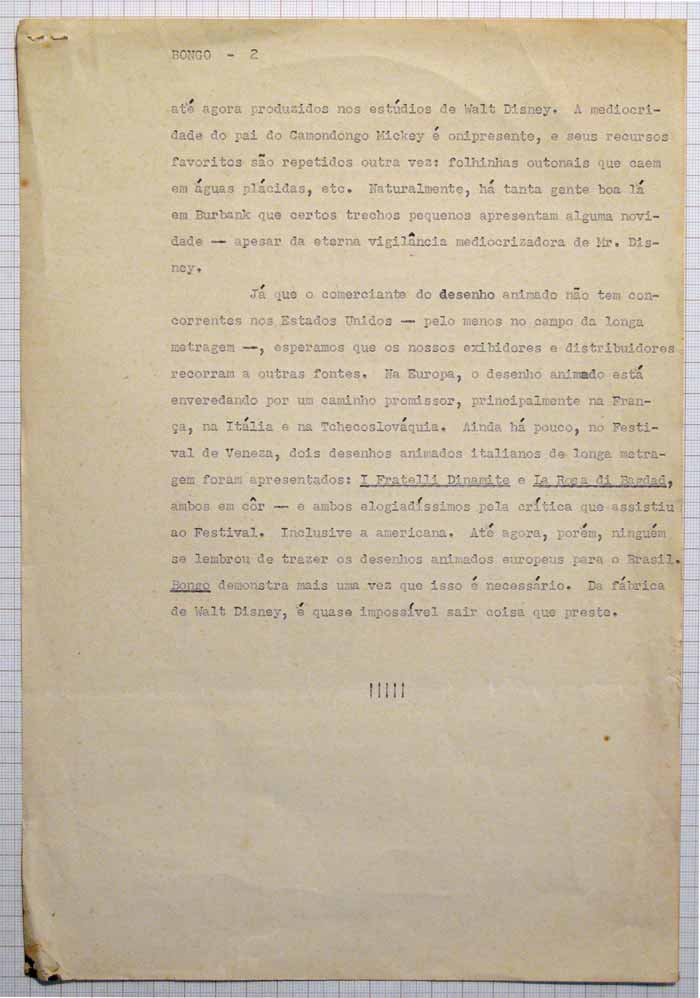 BONGO - 2
até agora produzidos nos estúdios de Walt Disney. A mediocri-
dade do pai do Camondongo Mickey é onipresente, e seus recursos
favoritos são repetidos outra vez: folhinhas outonais que caem
em águas plácidas, etc. Naturalmente, há tanta gente boa lá
em Burbank que certos trechos pequenos apresentam alguma novi-
dade — apesar da eterna vigilância mediocrizadora de Mr. Dis-
ney.
Já que o comerciante do desenho animado não tem con-
correntes nos Estados Unidos — pelo menos no campo da longa
metragem —, esperamos que os nossos exibidores e distribuidores
recorram a outras fontes. Na Europa, o desenho animado está
enveredando por um caminho promissor, principalmente na Fran-
ça, na Itália e na Tchecoslováquia. Ainda há pouco, no Festi-
val de Veneza, dois desenhos animados italianos de longa metra-
gem foram apresentados: I Fratelli Dinamite e La Rosa di Bagdad,
ambos em côr — e ambos elogiadíssimos pela crítica que assistiu
ao Festival. Inclusive a americana. Até agora, porém, ninguém
se lembrou de trazer os desenhos animados europeus para o Brasil.
Bongo demonstra mais uma vez que isso é necessário. Da fábrica
de Walt Disney, é quase impossível sair coisa que preste.